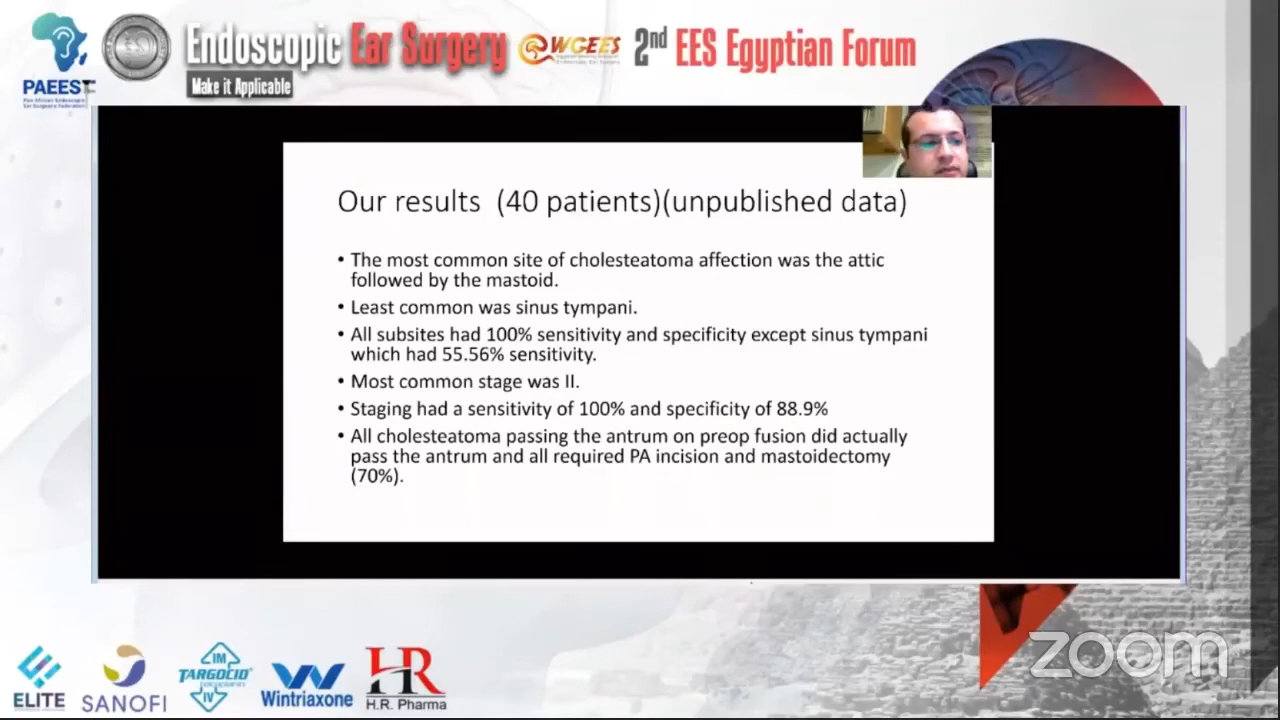 Endoscopic Ear Surgery
Make it Applicable
WGEES
2nd EES Egyptian Forum
PAEEST
Our results (40 patients)(unpublished data)
• The most common site of cholesteatoma affection was the attic
followed by the mastoid.
• Least common was sinus tympani.
• All subsites had 100% sensitivity and specificity except sinus tympani
which had 55.56% sensitivity.
• Most common stage was II.
• Staging had a sensitivity of 100% and specificity of 88.9%
• All cholesteatoma passing the antrum on preop fusion did actually
pass the antrum and all required PA incision and mastoidectomy
(70%).
zoom
ELITE
SANOFI
IM
TARGOCID
IV
Wintriaxone
HR
H.R. Pharma